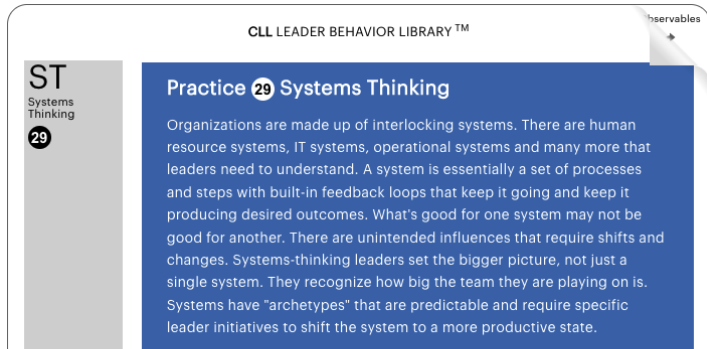 CLL LEADER BEHAVIOR LIBRARY™
ST
Systems
Thinking
29
Practice 29 Systems Thinking
Organizations are made up of interlocking systems. There are human
resource systems, IT systems, operational systems and many more that
leaders need to understand. A system is essentially a set of processes
and steps with built-in feedback loops that keep it going and keep it
producing desired outcomes. What's good for one system may not be
good for another. There are unintended influences that require shifts and
changes. Systems-thinking leaders set the bigger picture, not just a
single system. They recognize how big the team they are playing on is.
Systems have "archetypes" that are predictable and require specific
leader initiatives to shift the system to a more productive state.